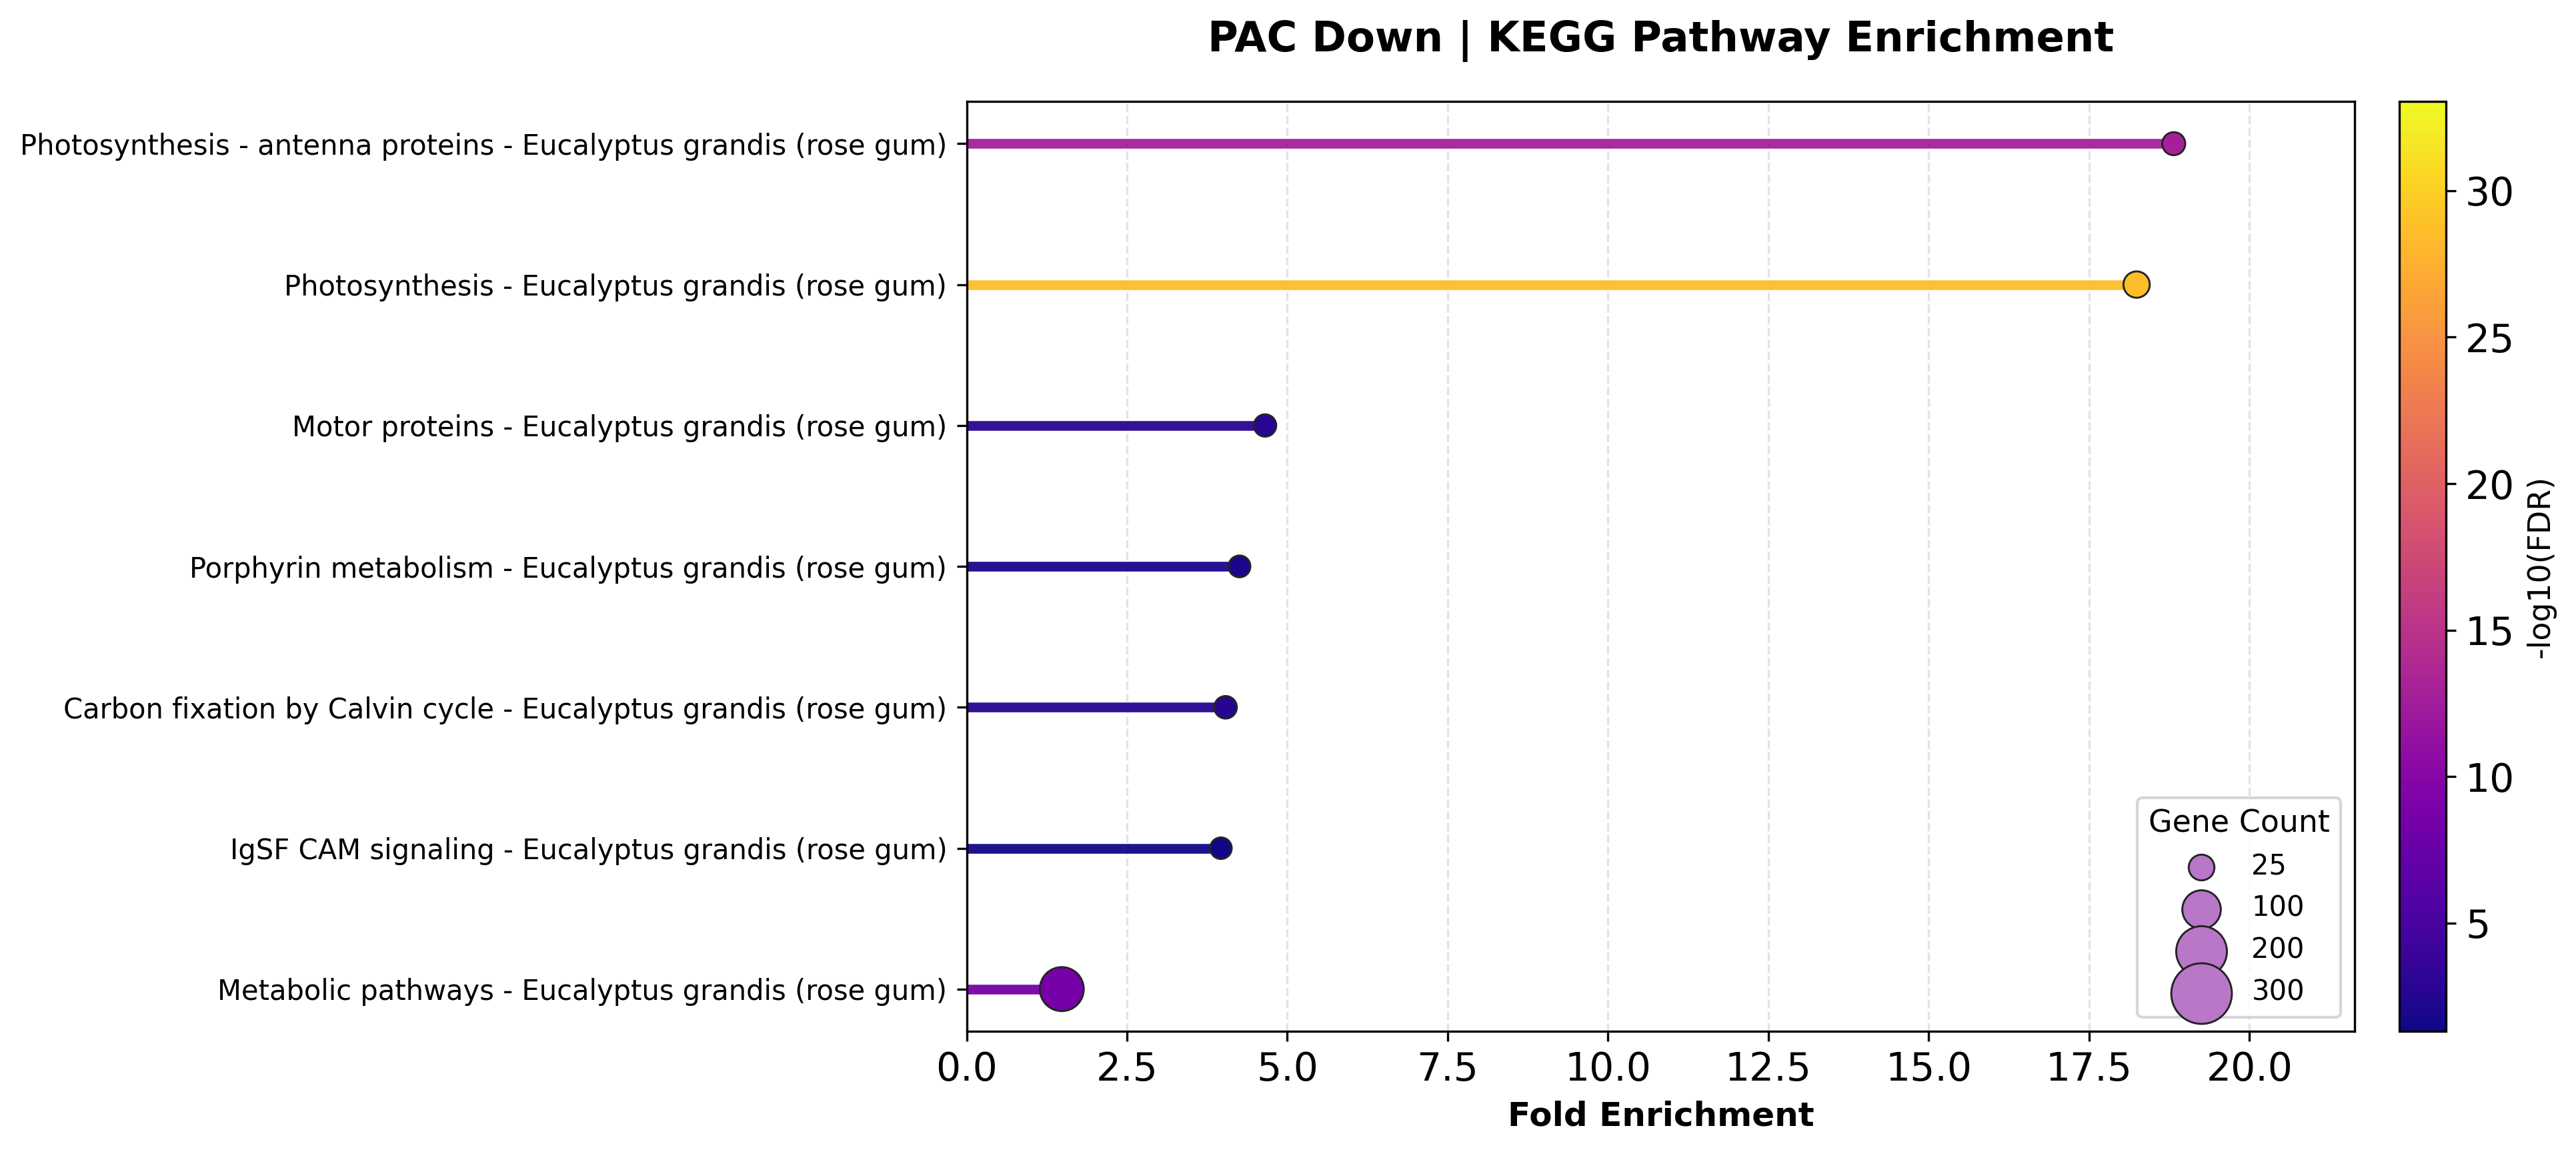 PAC Down | KEGG Pathway Enrichment
Photosynthesis - antenna proteins - Eucalyptus grandis (rose gum)
Photosynthesis - Eucalyptus grandis (rose gum)
Motor proteins - Eucalyptus grandis (rose gum)
Porphyrin metabolism - Eucalyptus grandis (rose gum)
Carbon fixation by Calvin cycle - Eucalyptus grandis (rose gum)
IgSF CAM signaling - Eucalyptus grandis (rose gum)
Metabolic pathways - Eucalyptus grandis (rose gum)
0.0 2.5 5.0 7.5 10.0 12.5 15.0 17.5 20.0
Fold Enrichment
Gene Count
25
100
200
300
30
25
20
15
10
5
-log10(FDR)